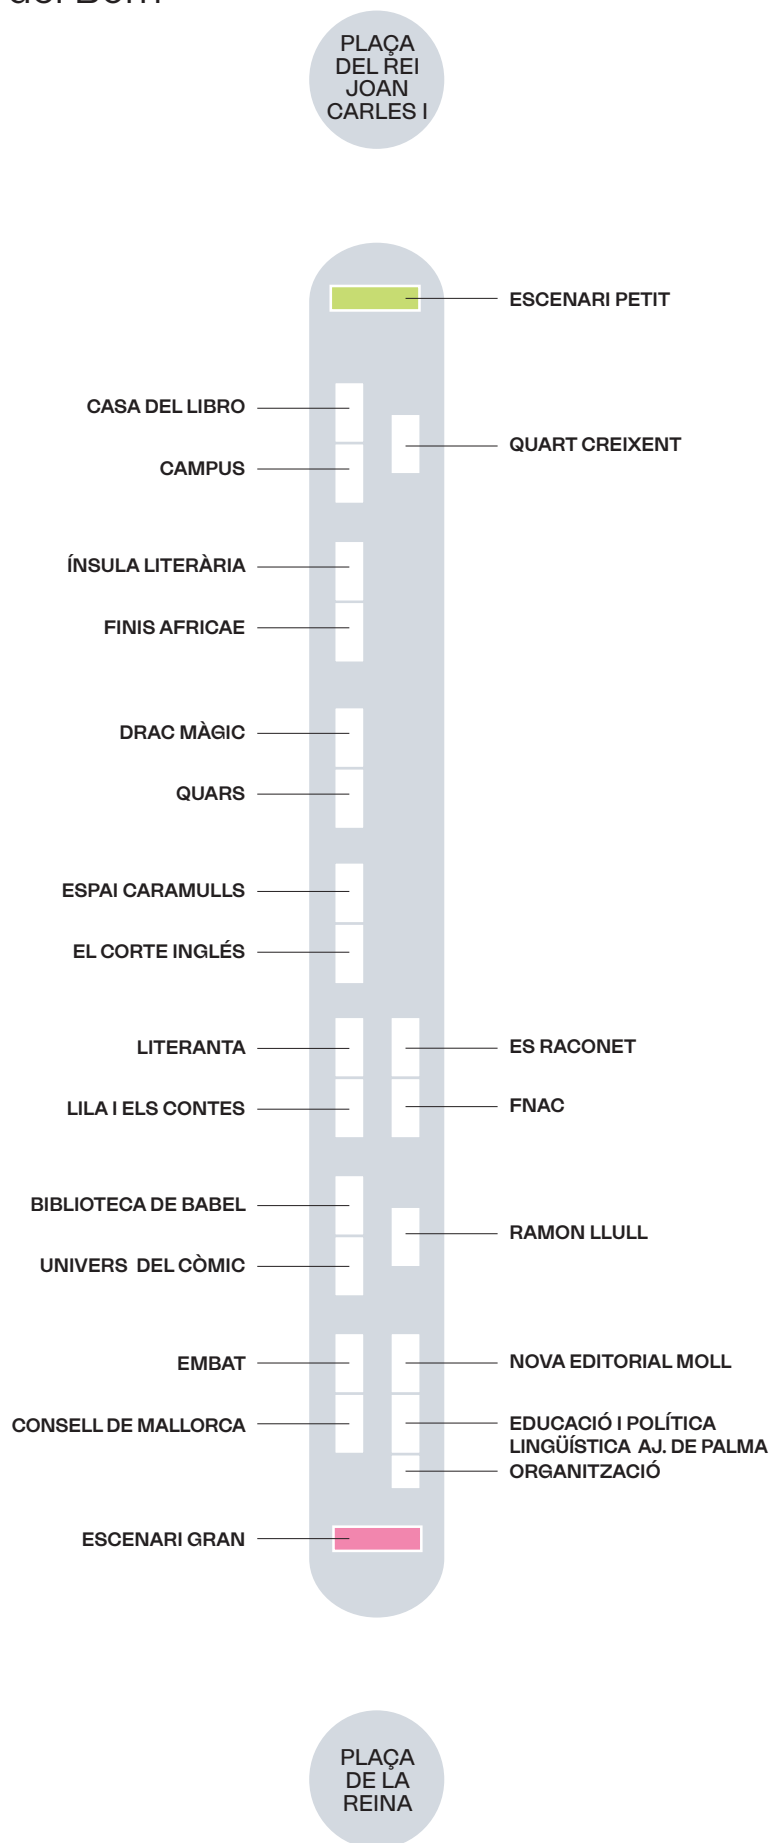 del Born
PLAÇA
DEL REI
JOAN
CARLES I
ESCENARI PETIT
CASA DEL LIBRO
QUART CREIXENT
CAMPUS
ÍNSULA LITERÀRIA
FINIS AFRICAE
DRAC MÀGIC
QUARS
ESPAI CARAMULLS
EL CORTE INGLÉS
LITERANTA
ES RACONET
LILA I ELS CONTES
FNAC
BIBLIOTECA DE BABEL
RAMON LLULL
UNIVERS DEL CÒMIC
EMBAT
NOVA EDITORIAL MOLL
CONSELL DE MALLORCA
EDUCACIÓ I POLÍTICA
LINGÜÍSTICA AJ. DE PALMA
ORGANITZACIÓ
ESCENARI GRAN
PLAÇA
DE LA
REINA